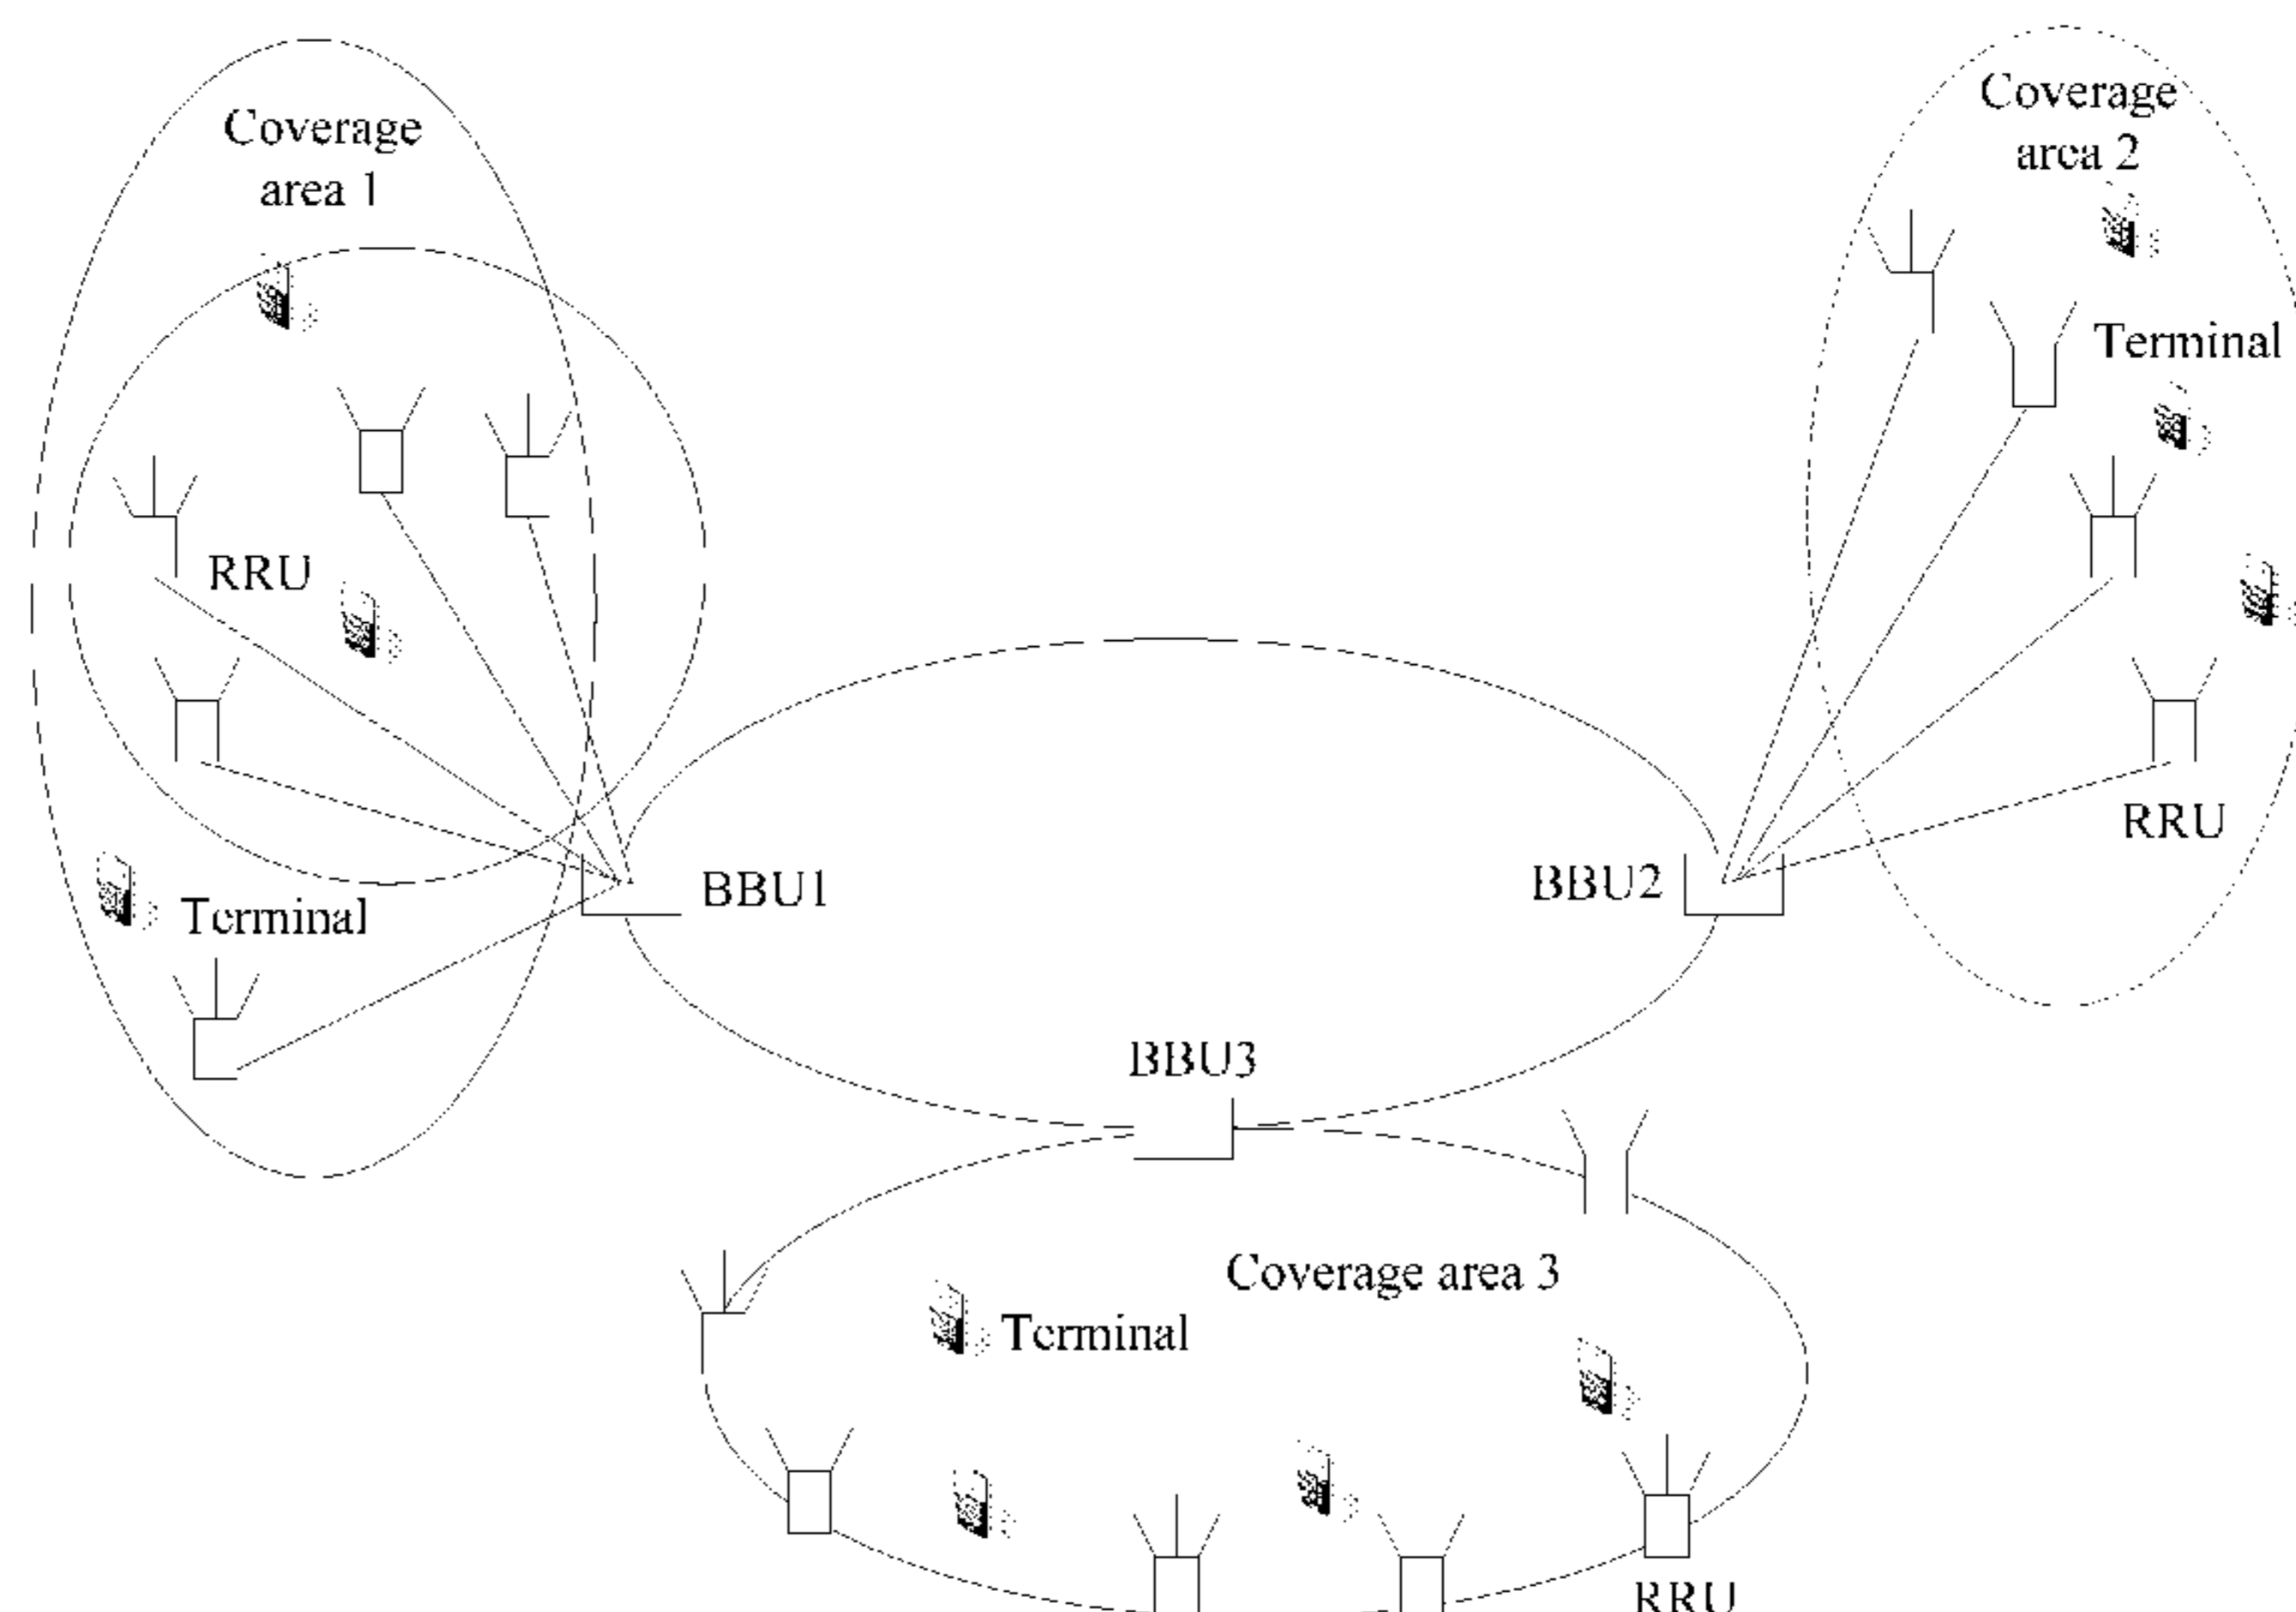 Coverage
area 1
Coverage
area 2
Terminal
RRU
RRU
Terminal
BBU1
BBU2
BBU3
Coverage area 3
Terminal
RRU